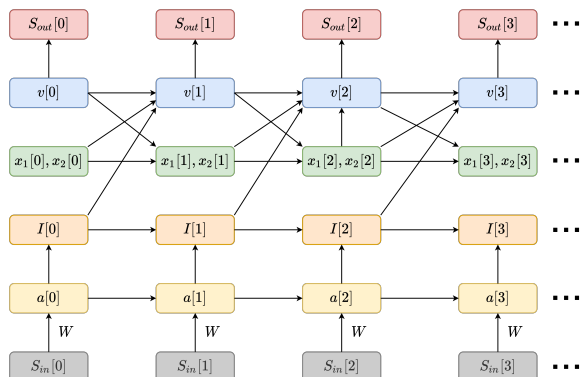 S_out[0] S_out[1] S_out[2] S_out[3] ...
v[0] v[1] v[2] v[3] ...
x_1[0], x_2[0] x_1[1], x_2[1] x_1[2], x_2[2] x_1[3], x_2[3] ...
I[0] I[1] I[2] I[3] ...
a[0] a[1] a[2] a[3] ...
W W W W
S_in[0] S_in[1] S_in[2] S_in[3] ...